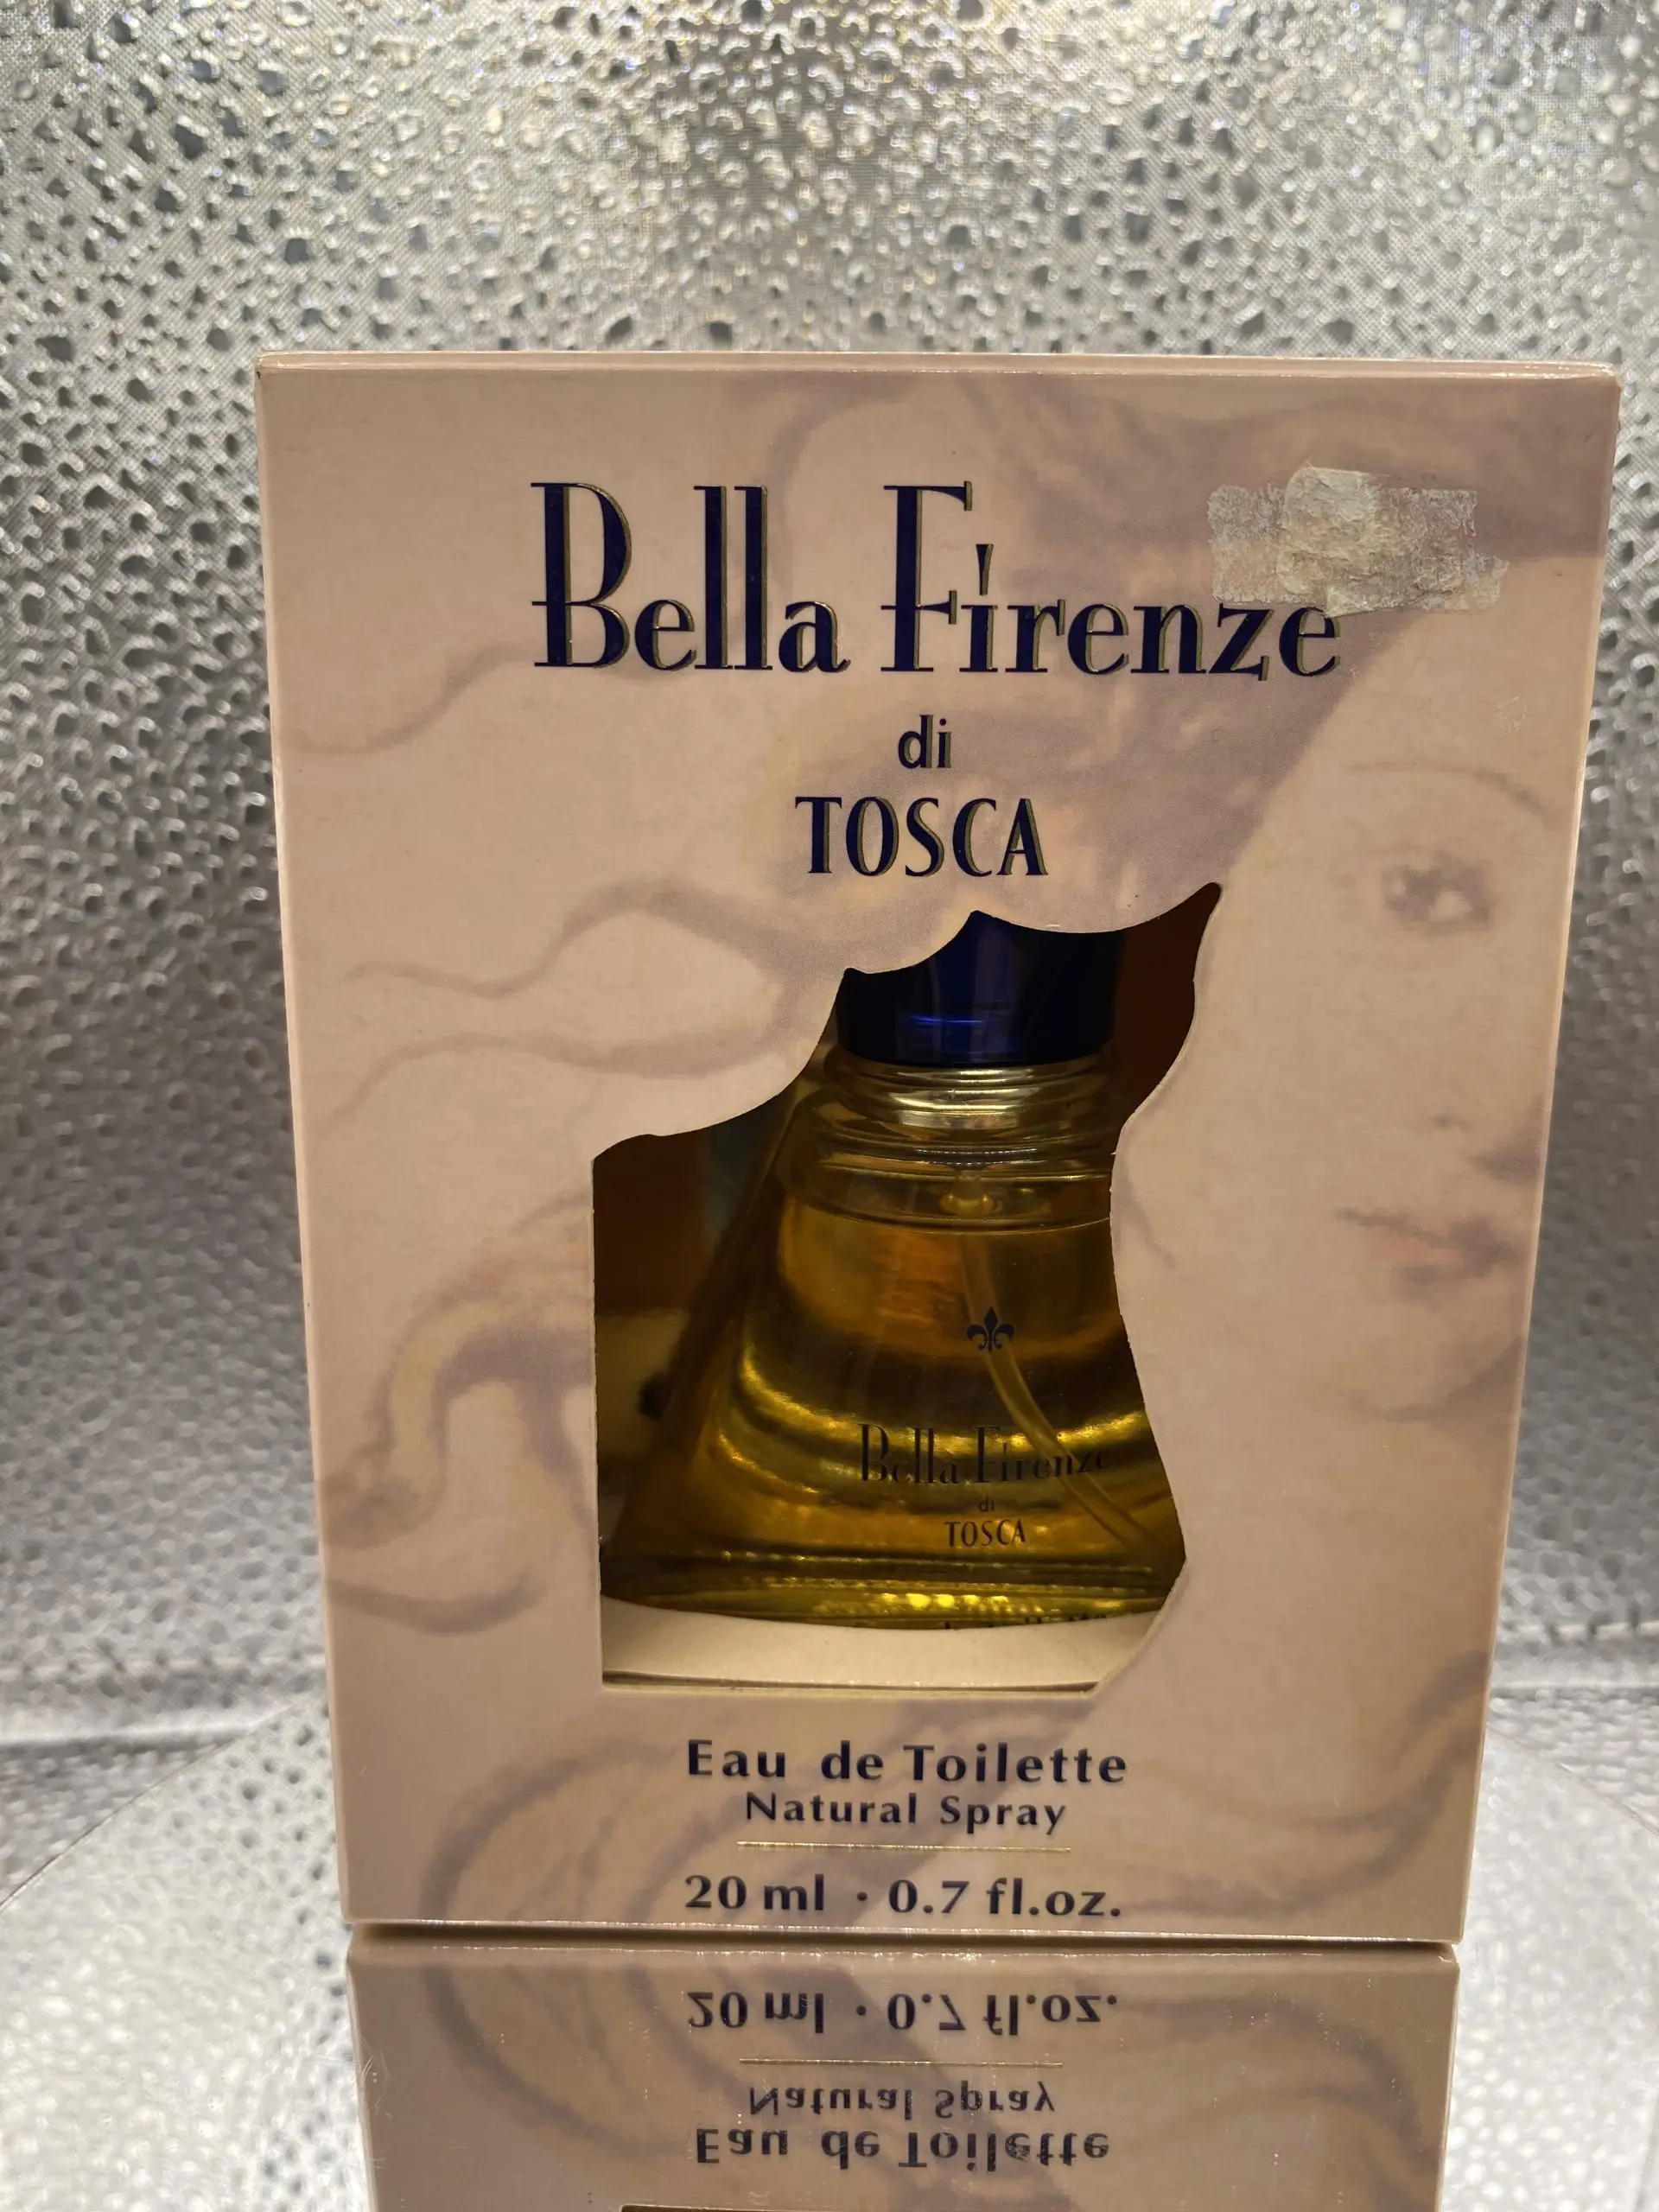 Bella Firenze
di
TOSCA
Bella Firenze
di
TOSCA
Eau de Toilette
Natural Spray
20 ml · 0.7 fl.oz.
20 ml · 0.7 fl.oz.
Natural Spray
Eau de Toilette